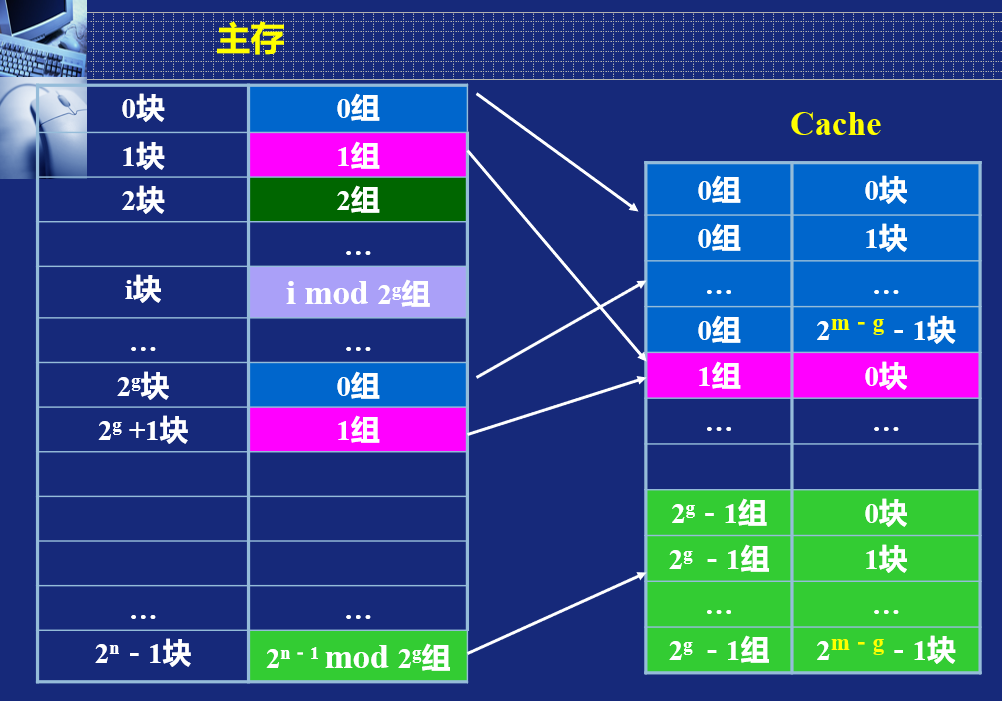 主存
0块 0组
1块 1组
2块 2组
…
i块 i mod 2^g组
… …
2^g块 0组
2^g +1块 1组
… …
2^n - 1块 2^n - 1 mod 2^g组
Cache
0组 0块
0组 1块
… …
0组 2^m - g - 1块
1组 0块
… …
2^g - 1组 0块
2^g - 1组 1块
… …
2^g - 1组 2^m - g - 1块